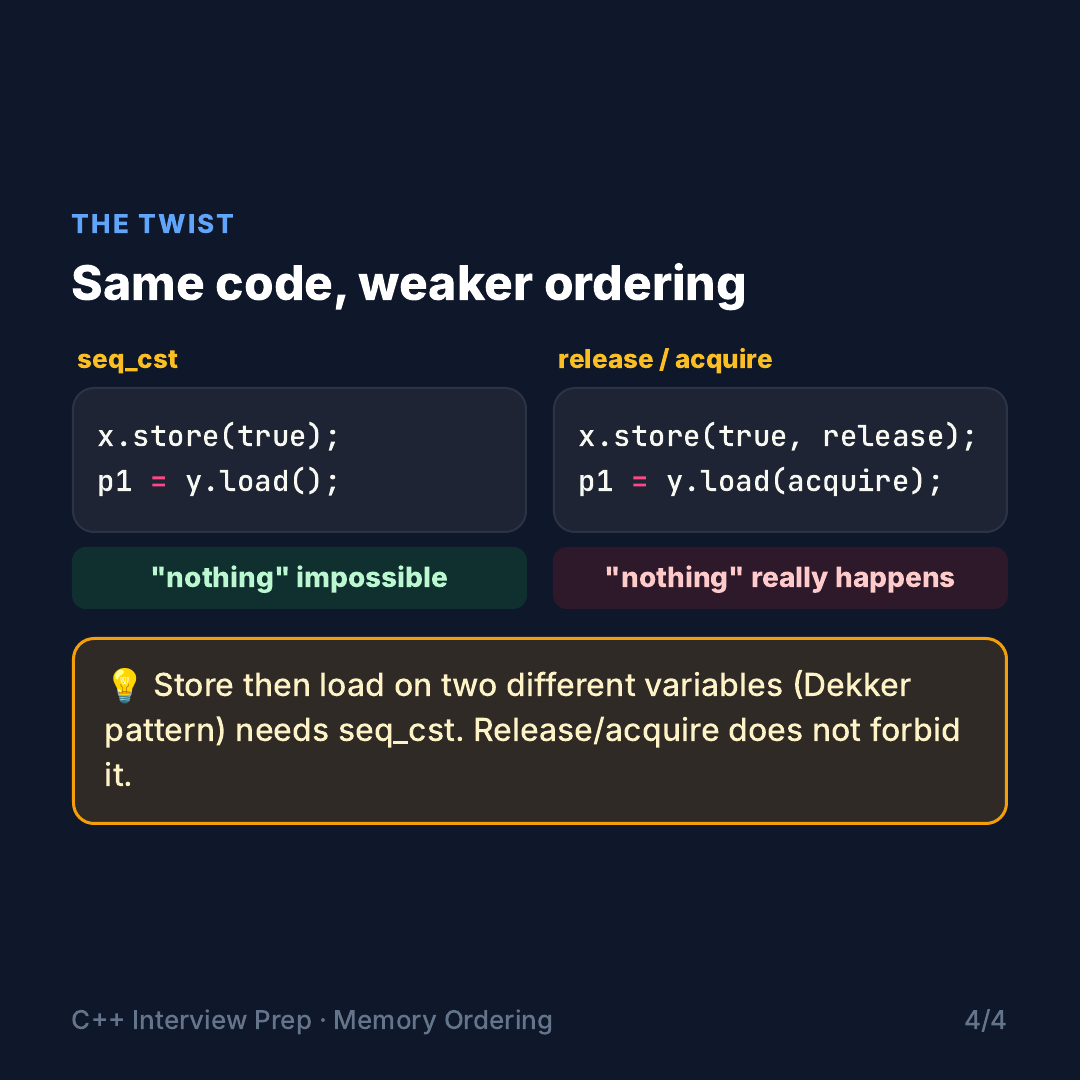 THE TWIST
Same code, weaker ordering
seq_cst
x.store(true);
p1 = y.load();
"nothing" impossible
release / acquire
x.store(true, release);
p1 = y.load(acquire);
"nothing" really happens
💡 Store then load on two different variables (Dekker
pattern) needs seq_cst. Release/acquire does not forbid
it.
C++ Interview Prep · Memory Ordering
4/4